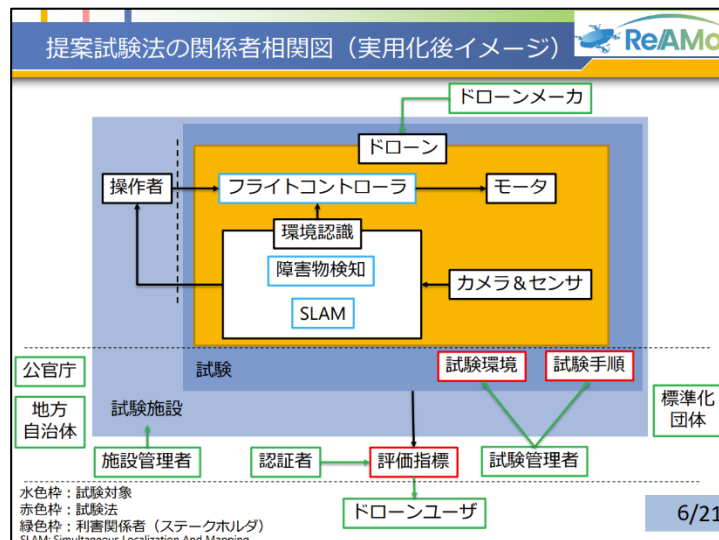 提案試験法の関係者相関図（実用化後イメージ）
ReAMo
ドローンメーカ
ドローン
操作者
フライトコントローラ
モータ
環境認識
障害物検知
カメラ＆センサ
SLAM
公官庁
試験
試験環境
試験手順
地方
自治体
試験施設
標準化
団体
施設管理者
認証者
評価指標
試験管理者
水色枠：試験対象
赤色枠：試験法
緑色枠：利害関係者（ステークホルダ）
SLAM: Simultaneous Localization And Mapping
ドローンユーザ
6/21